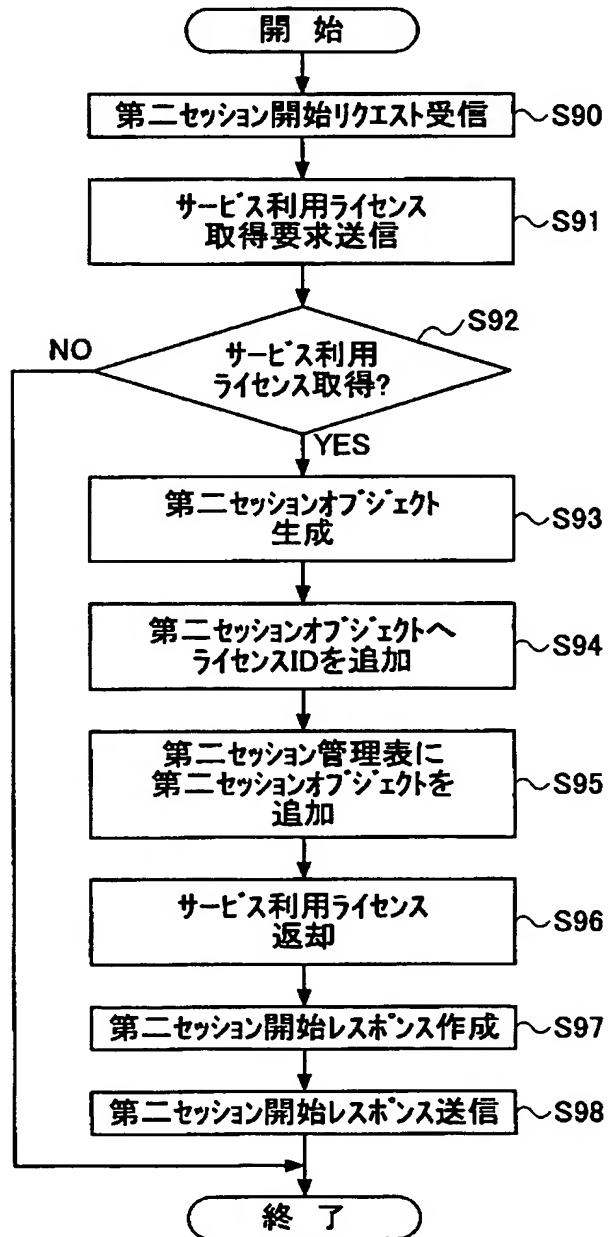 開 始
第二セッション開始リクエスト受信
S90
サービス利用ライセンス
取得要求送信
S91
S92
NO
サービス利用
ライセンス取得?
YES
第二セッションオブジェクト
生成
S93
第二セッションオブジェクトへ
ライセンスIDを追加
S94
第二セッション管理表に
第二セッションオブジェクトを
追加
S95
サービス利用ライセンス
返却
S96
第二セッション開始レスポンス作成
S97
第二セッション開始レスポンス送信
S98
終 了